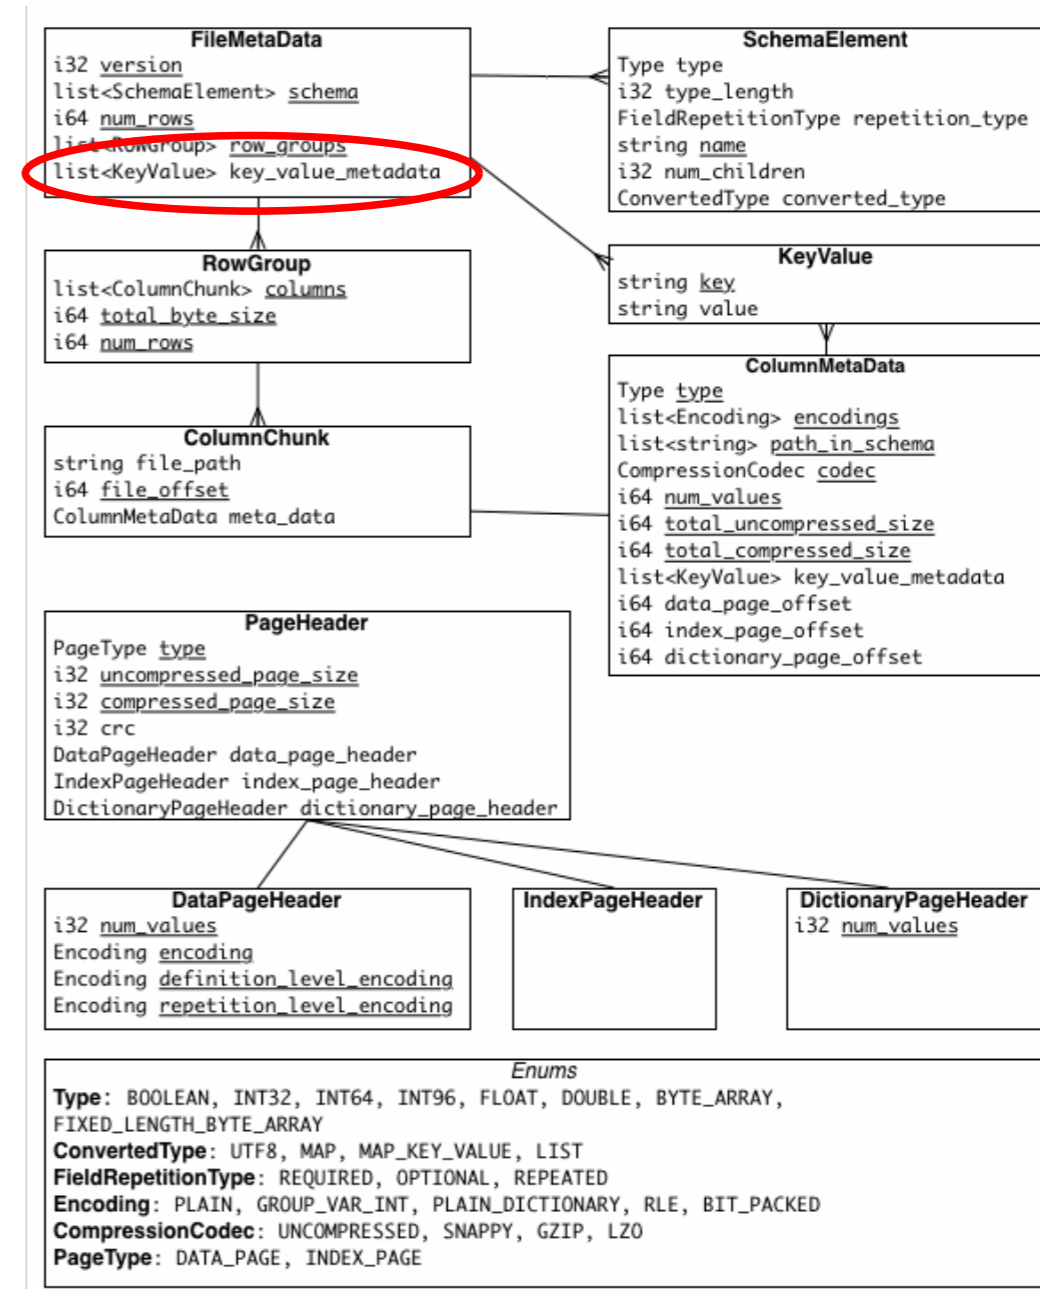 FileMetaData
i32 version
list<SchemaElement> schema
i64 num_rows
list<RowGroup> row_groups
list<KeyValue> key_value_metadata
SchemaElement
Type type
i32 type_length
FieldRepetitionType repetition_type
string name
i32 num_children
ConvertedType converted_type
RowGroup
list<ColumnChunk> columns
i64 total_byte_size
i64 num_rows
KeyValue
string key
string value
ColumnChunk
string file_path
i64 file_offset
ColumnMetaData meta_data
ColumnMetaData
Type type
list<Encoding> encodings
list<string> path_in_schema
CompressionCodec codec
i64 num_values
i64 total_uncompressed_size
i64 total_compressed_size
list<KeyValue> key_value_metadata
i64 data_page_offset
i64 index_page_offset
i64 dictionary_page_offset
PageHeader
PageType type
i32 uncompressed_page_size
i32 compressed_page_size
i32 crc
DataPageHeader data_page_header
IndexPageHeader index_page_header
DictionaryPageHeader dictionary_page_header
DataPageHeader
i32 num_values
Encoding encoding
Encoding definition_level_encoding
Encoding repetition_level_encoding
IndexPageHeader
DictionaryPageHeader
i32 num_values
Enums
Type: BOOLEAN, INT32, INT64, INT96, FLOAT, DOUBLE, BYTE_ARRAY,
FIXED_LENGTH_BYTE_ARRAY
ConvertedType: UTF8, MAP, MAP_KEY_VALUE, LIST
FieldRepetitionType: REQUIRED, OPTIONAL, REPEATED
Encoding: PLAIN, GROUP_VAR_INT, PLAIN_DICTIONARY, RLE, BIT_PACKED
CompressionCodec: UNCOMPRESSED, SNAPPY, GZIP, LZO
PageType: DATA_PAGE, INDEX_PAGE